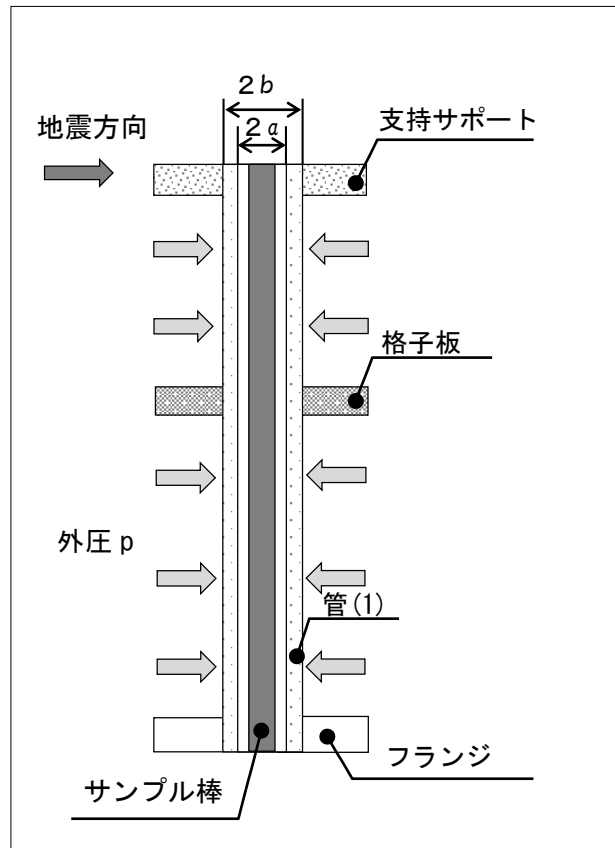 2b
2a
地震方向
支持サポート
格子板
外圧 p
管(1)
フランジ
サンプル棒